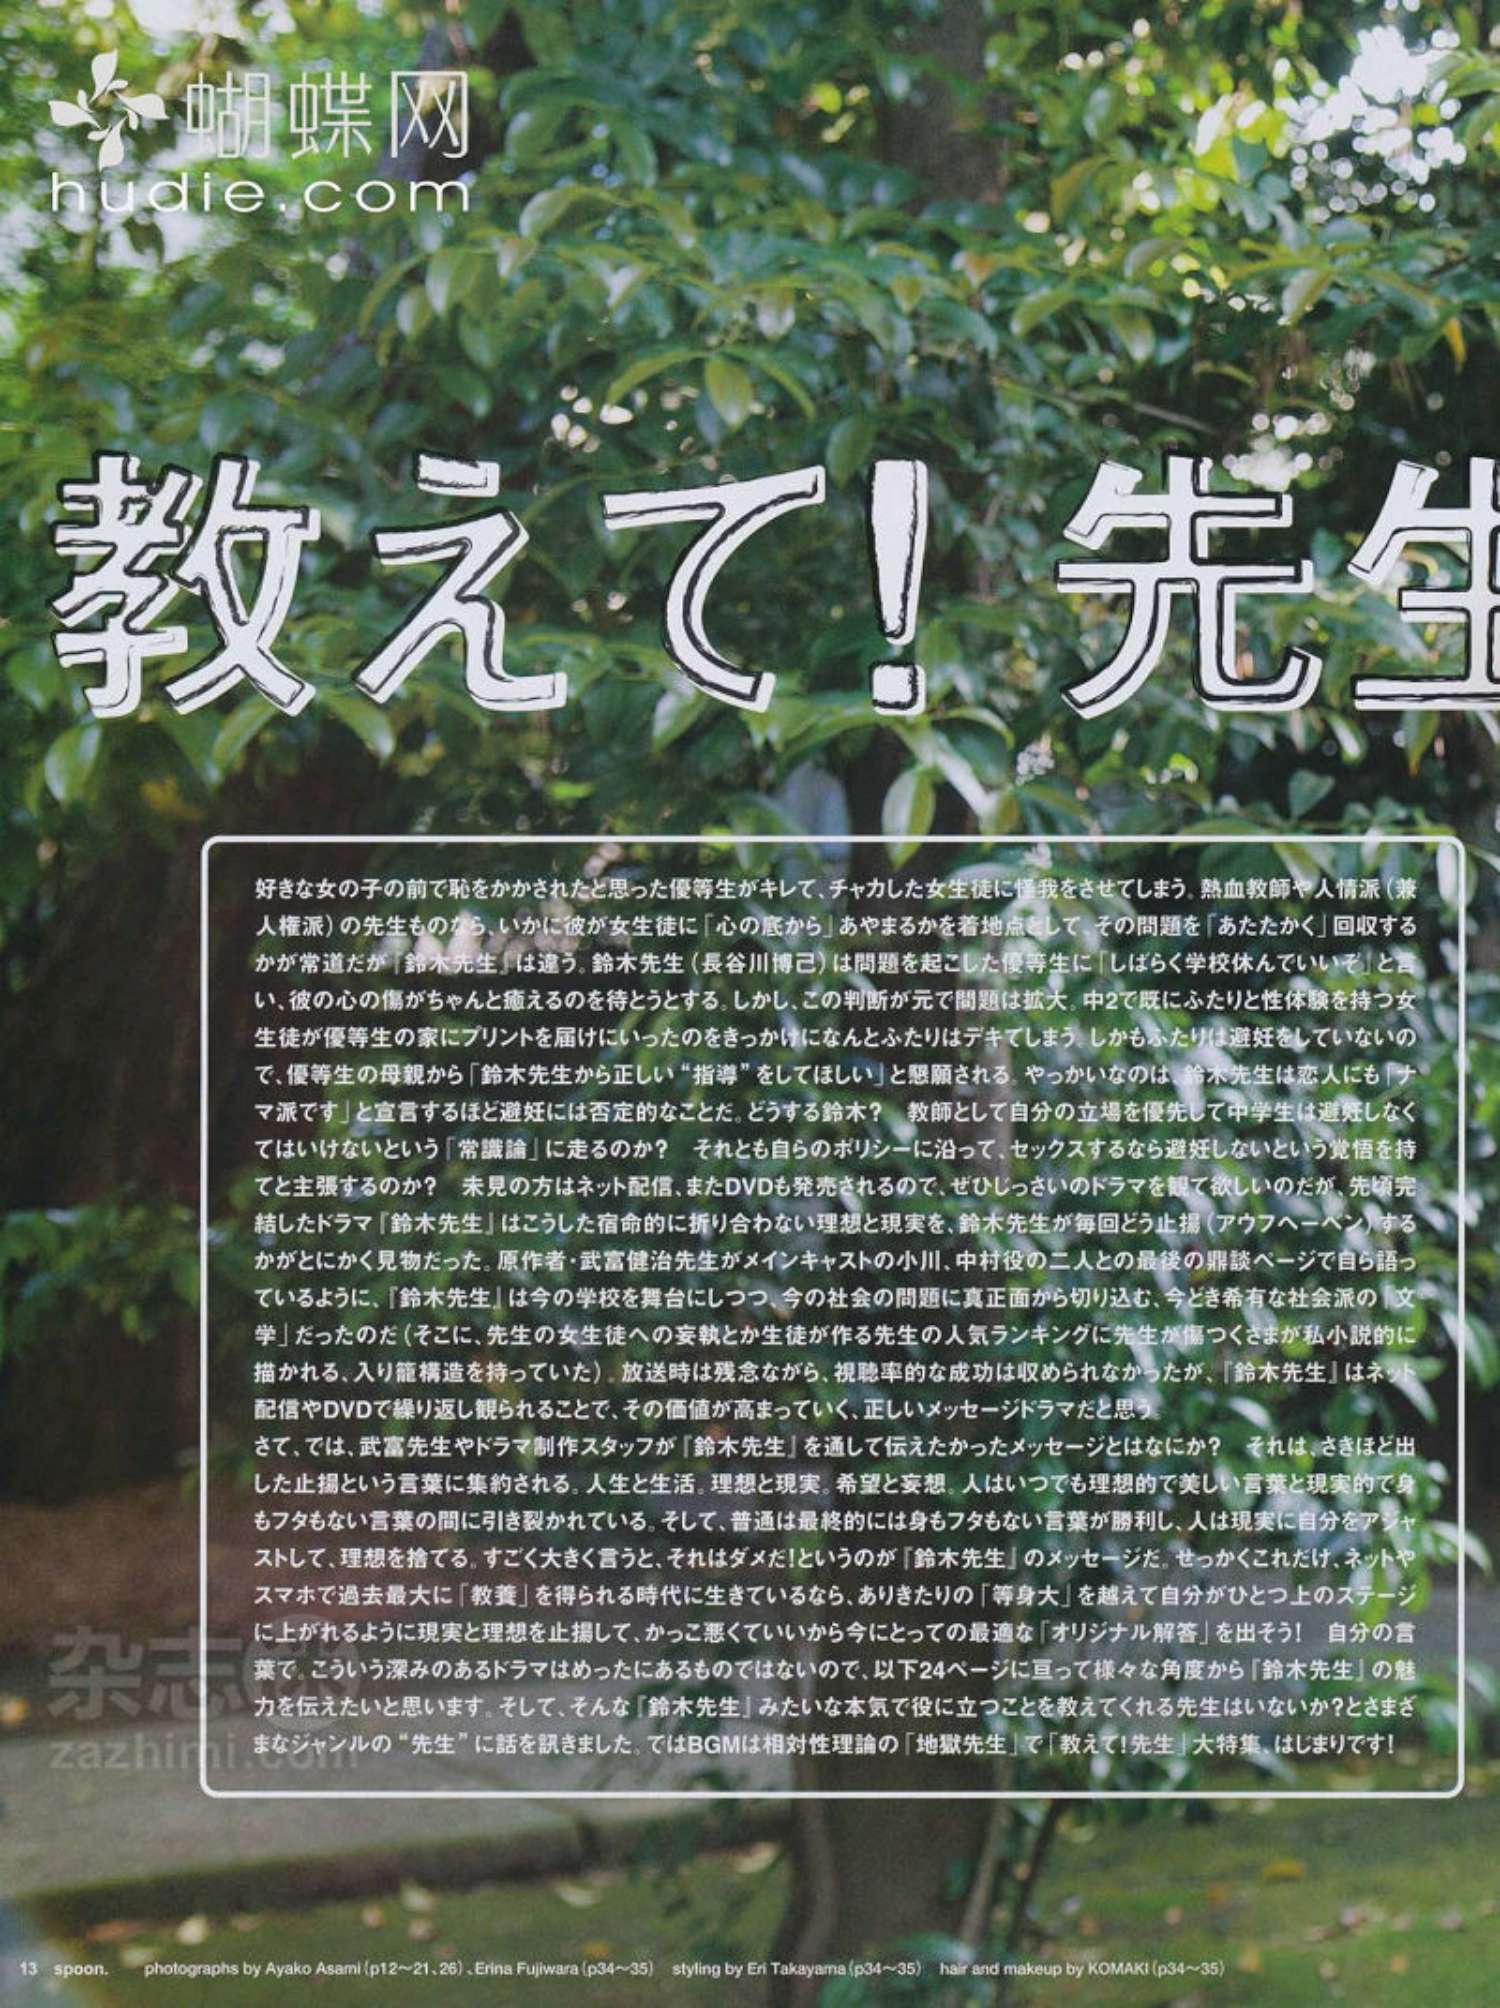 蝴蝶网
hudie.com
教えて!先生
好きな女の子の前で恥をかかされたと思った優等生がキレて、チャカした女生徒に怪我をさせてしまう。熱血教師や人情派(兼
人権派)の先生ものなら、いかに彼が女生徒に「心の底から」あやまるかを着地点として、その問題を「あたたかく」回収する
かが常道だが『鈴木先生』は違う。鈴木先生(長谷川博己)は問題を起こした優等生に「しばらく学校休んでいいぞ」と言
い、彼の心の傷がちゃんと癒えるのを待とうとする。しかし、この判断が元で問題は拡大。中2で既にふたりと性体験を持つ女
生徒が優等生の家にプリントを届けにいったのをきっかけになんとふたりはデキてしまう。しかもふたりは避妊をしていないの
で、優等生の母親から「鈴木先生から正しい“指導”をしてほしい」と懇願される。やっかいなのは、鈴木先生は恋人にも「ナ
マ派です」と宣言するほど避妊には否定的なことだ。どうする鈴木? 教師として自分の立場を優先して中学生は避妊しなく
てはいけないという「常識論」に走るのか? それとも自らのポリシーに沿って、セックスするなら避妊しないという覚悟を持
てと主張するのか? 未見の方はネット配信、またDVDも発売されるので、ぜひじっさいのドラマを観て欲しいのだが、先頃完
結したドラマ『鈴木先生』はこうした宿命的に折り合わない理想と現実を、鈴木先生が毎回どう止揚(アウフヘーベン)する
かがとにかく見物だった。原作者・武富健治先生がメインキャストの小川、中村役の二人との最後の鼎談ページで自ら語っ
ているように、『鈴木先生』は今の学校を舞台にしつつ、今の社会の問題に真正面から切り込む、今どき希有な社会派の「文
学」だったのだ(そこに、先生の女生徒への妄執とか生徒が作る先生の人気ランキングに先生が傷つくさまが私小説的に
描かれる、入り籠構造を持っていた)。放送時は残念ながら、視聴率的な成功は収められなかったが、『鈴木先生』はネット
配信やDVDで繰り返し観られることで、その価値が高まっていく、正しいメッセージドラマだと思う。
さて、では、武富先生やドラマ制作スタッフが『鈴木先生』を通して伝えたかったメッセージとはなにか? それは、さきほど出
した止揚という言葉に集約される。人生と生活。理想と現実。希望と妄想。人はいつでも理想的で美しい言葉と現実的で身
もフタもない言葉の間に引き裂かれている。そして、普通は最終的には身もフタもない言葉が勝利し、人は現実に自分をアジャ
ストして、理想を捨てる。すごく大きく言うと、それはダメだ!というのが『鈴木先生』のメッセージだ。せっかくこれだけ、ネットや
スマホで過去最大に「教養」を得られる時代に生きているなら、ありきたりの「等身大」を越えて自分がひとつ上のステージ
に上がれるように現実と理想を止揚して、かっこ悪くていいから今にとっての最適な「オリジナル解答」を出そう! 自分の言
葉で。こういう深みのあるドラマはめったにあるものではないので、以下24ページに亘って様々な角度から『鈴木先生』の魅
力を伝えたいと思います。そして、そんな『鈴木先生』みたいな本気で役に立つことを教えてくれる先生はいないか?とさまざ
まなジャンルの“先生”に話を訊きました。ではBGMは相対性理論の「地獄先生」で「教えて!先生」大特集、はじまりです!
杂志迷
zazhimi.com
13 spoon. photographs by Ayako Asami(p12〜21、26)、Erina Fujiwara(p34〜35) styling by Eri Takayama(p34〜35) hair and makeup by KOMAKI(p34〜35)